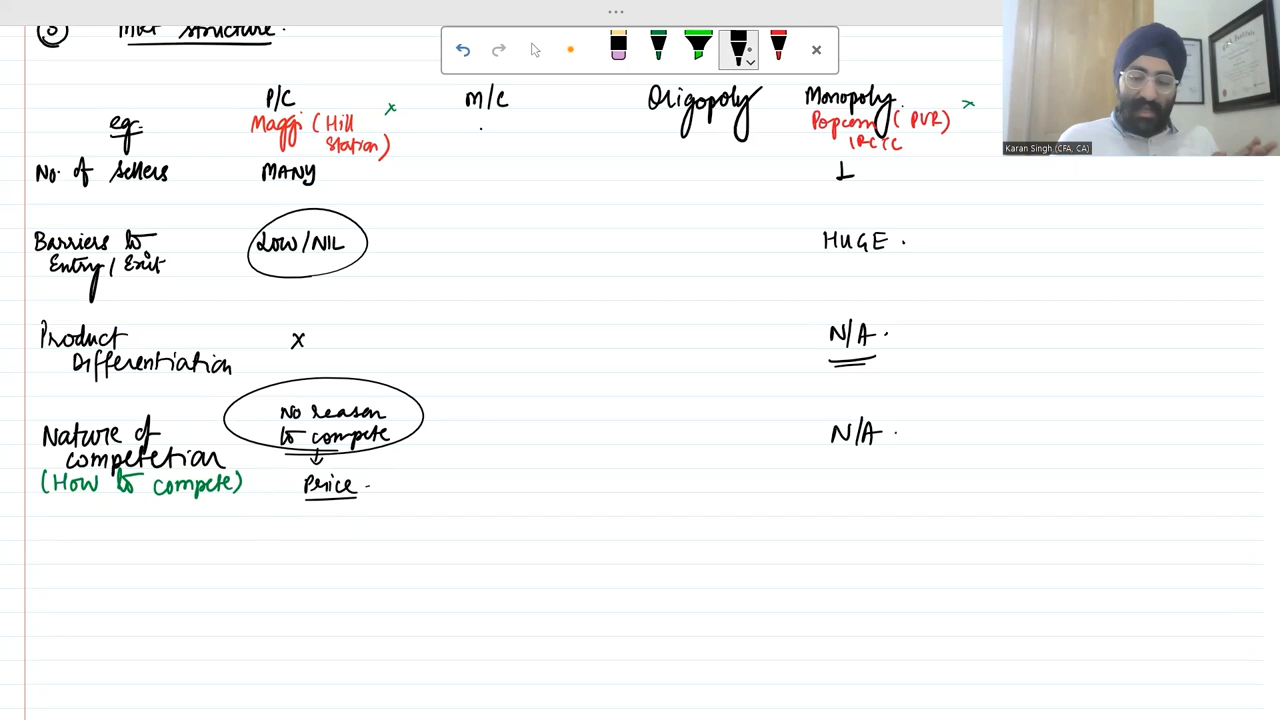 ③ Mkt structure.
P/C M/C Oligopoly Monopoly.
eg. Maggi (Hill Station) x Popcorn (PVR) x
IRCTC
No. of sellers MANY 1
Barriers to Low/NIL HUGE.
Entry/Exit
Product x N/A.
Differentiation
No reason
Nature of to compete N/A.
competetion
(How to compete) Price.
Karan Singh (CFA, CA)